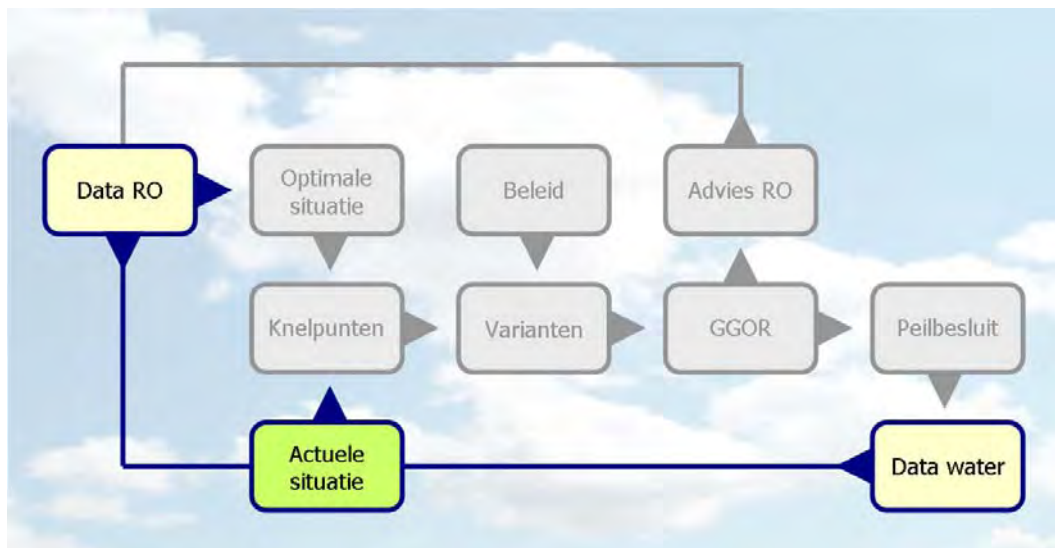 Data RO
Optimale
situatie
Beleid
Advies RO
Knelpunten
Varianten
GGOR
Peilbesluit
Actuele
situatie
Data water